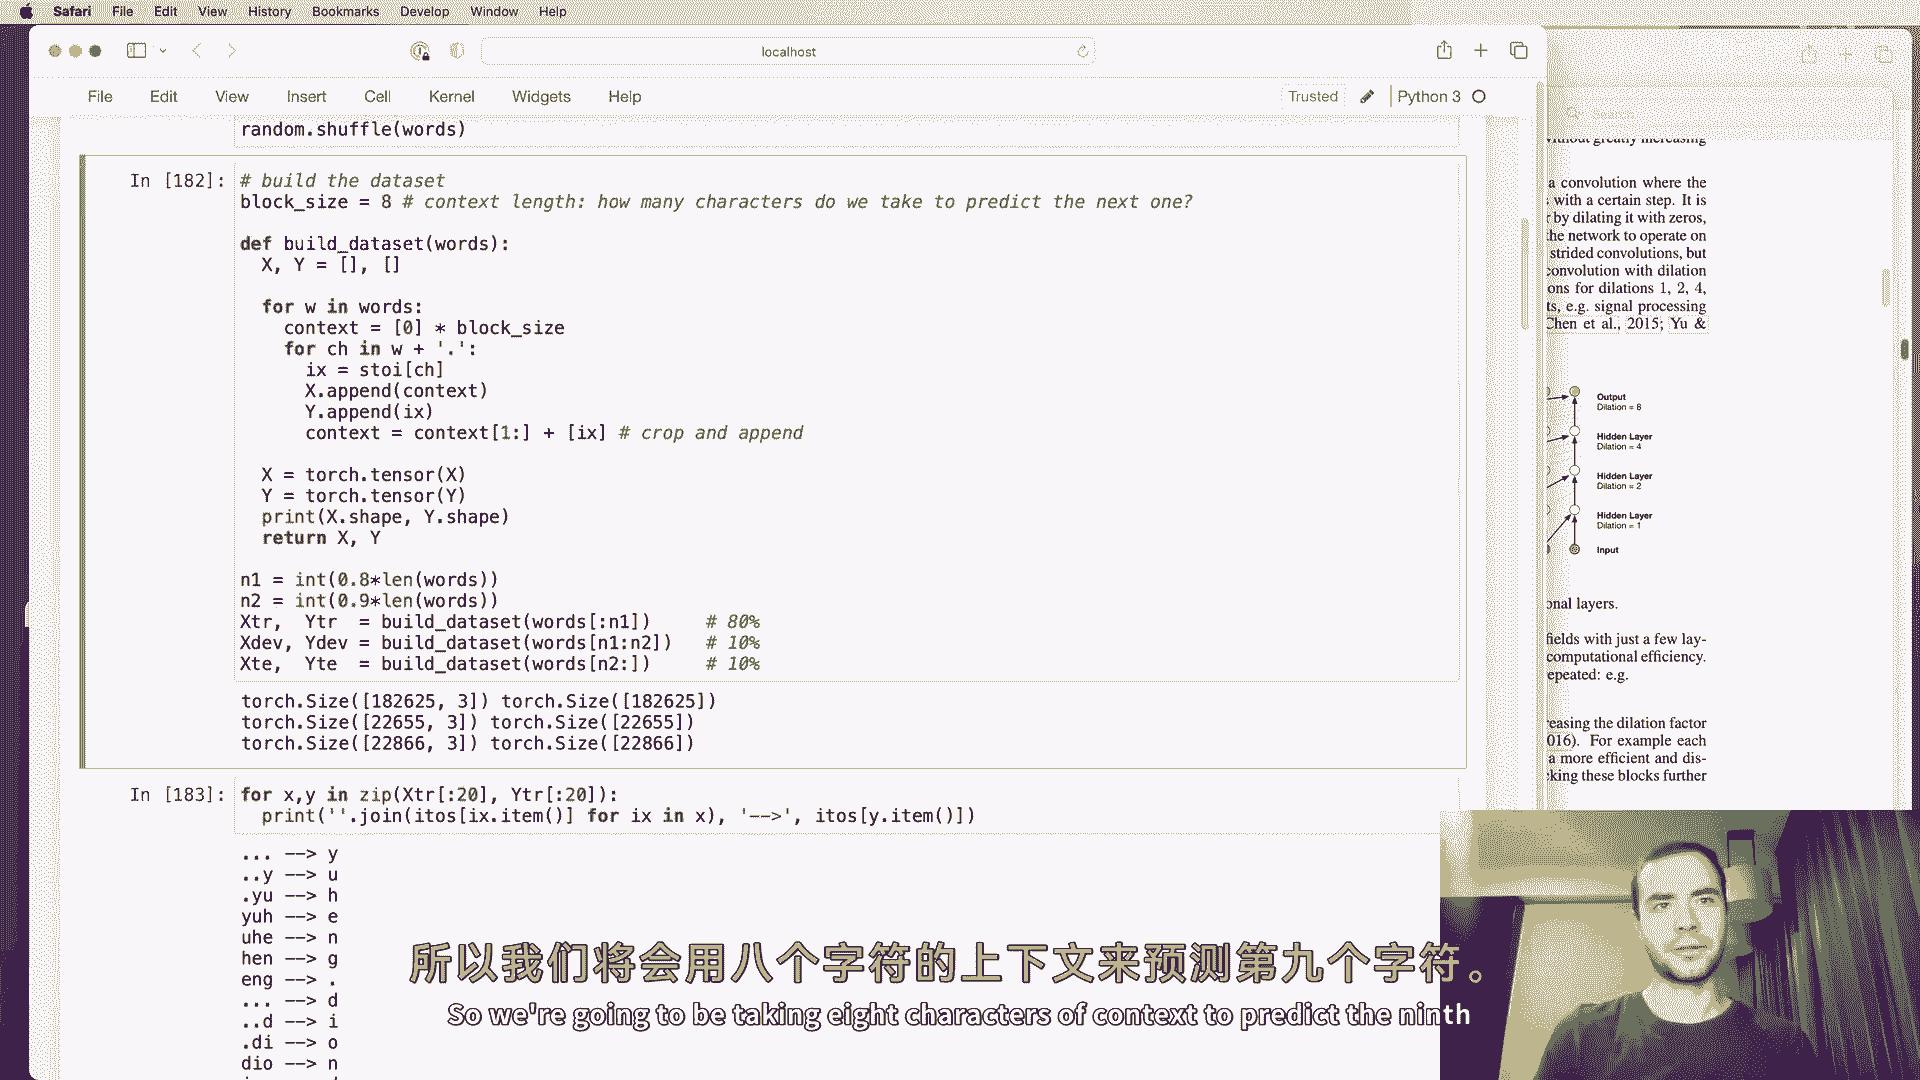 Safari File Edit View History Bookmarks Develop Window Help
localhost
File Edit View Insert Cell Kernel Widgets Help
Trusted Python 3
Search
random.shuffle(words)
In [182]: # build the dataset
block_size = 8 # context length: how many characters do we take to predict the next one?
def build_dataset(words):
X, Y = [], []
for w in words:
context = [0] * block_size
for ch in w + '.':
ix = stoi[ch]
X.append(context)
Y.append(ix)
context = context[1:] + [ix] # crop and append
X = torch.tensor(X)
Y = torch.tensor(Y)
print(X.shape, Y.shape)
return X, Y
n1 = int(0.8*len(words))
n2 = int(0.9*len(words))
Xtr, Ytr = build_dataset(words[:n1]) # 80%
Xdev, Ydev = build_dataset(words[n1:n2]) # 10%
Xte, Yte = build_dataset(words[n2:]) # 10%
torch.Size([182625, 3]) torch.Size([182625])
torch.Size([22655, 3]) torch.Size([22655])
torch.Size([22866, 3]) torch.Size([22866])
In [183]: for x,y in zip(Xtr[:20], Ytr[:20]):
print(''.join(itos[ix.item()] for ix in x), '-->', itos[y.item()])
... --> y
..y --> u
.yu --> h
yuh --> e
uhe --> n
hen --> g
eng --> .
... --> d
..d --> i
.di --> o
dio --> n
without greatly increasing
a convolution where the
with a certain step. It is
by dilating it with zeros,
the network to operate on
strided convolutions, but
convolution with dilation
ons for dilations 1, 2, 4,
ts, e.g. signal processing
Chen et al., 2015; Yu &
Output
Dilation = 8
Hidden Layer
Dilation = 4
Hidden Layer
Dilation = 2
Hidden Layer
Dilation = 1
Input
onal layers.
fields with just a few lay-
computational efficiency.
epeated: e.g.
easing the dilation factor
016). For example each
a more efficient and dis-
cking these blocks further
所以我们将会用八个字符的上下文来预测第九个字符。
So we're going to be taking eight characters of context to predict the ninth